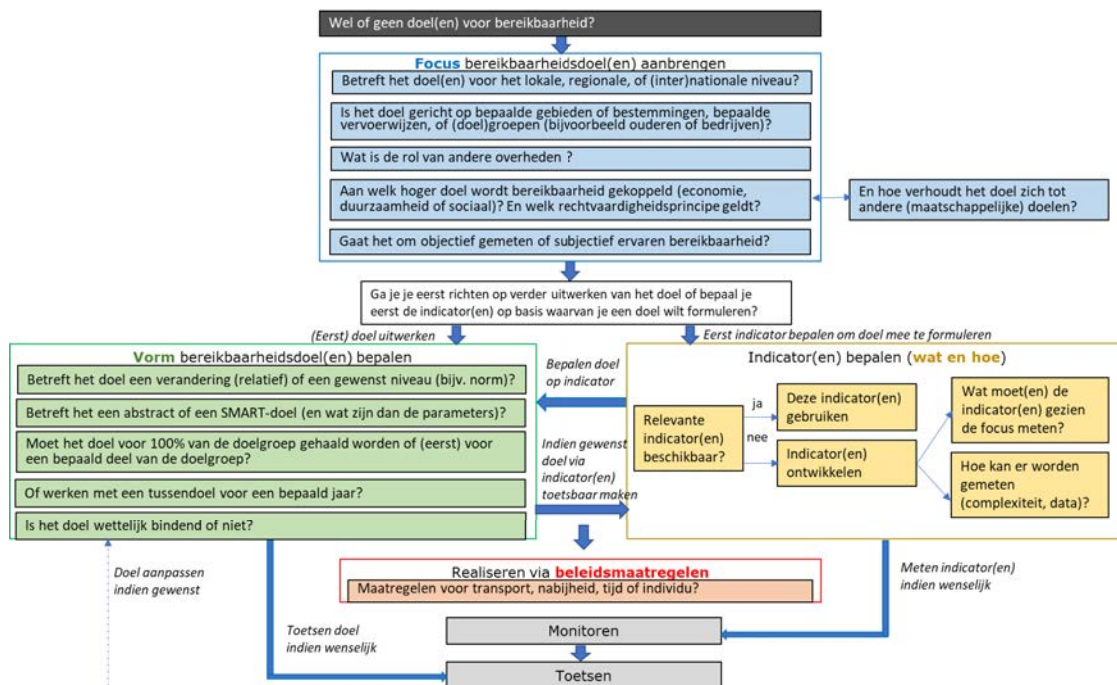 Wel of geen doel(en) voor bereikbaarheid?
Focus bereikbaarheidsdoel(en) aanbrengen
Betreft het doel(en) voor het lokale, regionale, of (inter)nationale niveau?
Is het doel gericht op bepaalde gebieden of bestemmingen, bepaalde
vervoerwijzen, of (doel)groepen (bijvoorbeeld ouderen of bedrijven)?
Wat is de rol van andere overheden ?
Aan welk hoger doel wordt bereikbaarheid gekoppeld (economie,
duurzaamheid of sociaal)? En welk rechtvaardigheidsprincipe geldt?
En hoe verhoudt het doel zich tot
andere (maatschappelijke) doelen?
Gaat het om objectief gemeten of subjectief ervaren bereikbaarheid?
Ga je je eerst richten op verder uitwerken van het doel of bepaal je
eerst de indicator(en) op basis waarvan je een doel wilt formuleren?
(Eerst) doel uitwerken
Eerst indicator bepalen om doel mee te formuleren
Vorm bereikbaarheidsdoel(en) bepalen
Betreft het doel een verandering (relatief) of een gewenst niveau (bijv. norm)?
Betreft het een abstract of een SMART-doel (en wat zijn dan de parameters)?
Moet het doel voor 100% van de doelgroep gehaald worden of (eerst) voor
een bepaald deel van de doelgroep?
Of werken met een tussendoel voor een bepaald jaar?
Is het doel wettelijk bindend of niet?
Bepalen doel
op indicator
Indien gewenst
doel via
indicator(en)
toetsbaar maken
Indicator(en) bepalen (wat en hoe)
Relevante
indicator(en)
beschikbaar?
ja
nee
Deze indicator(en)
gebruiken
Indicator(en)
ontwikkelen
Wat moet(en) de
indicator(en) gezien
de focus meten?
Hoe kan er worden
gemeten
(complexiteit, data)?
Realiseren via beleidsmaatregelen
Maatregelen voor transport, nabijheid, tijd of individu?
Doel aanpassen
indien gewenst
Meten indicator(en)
indien wenselijk
Toetsen doel
indien wenselijk
Monitoren
Toetsen